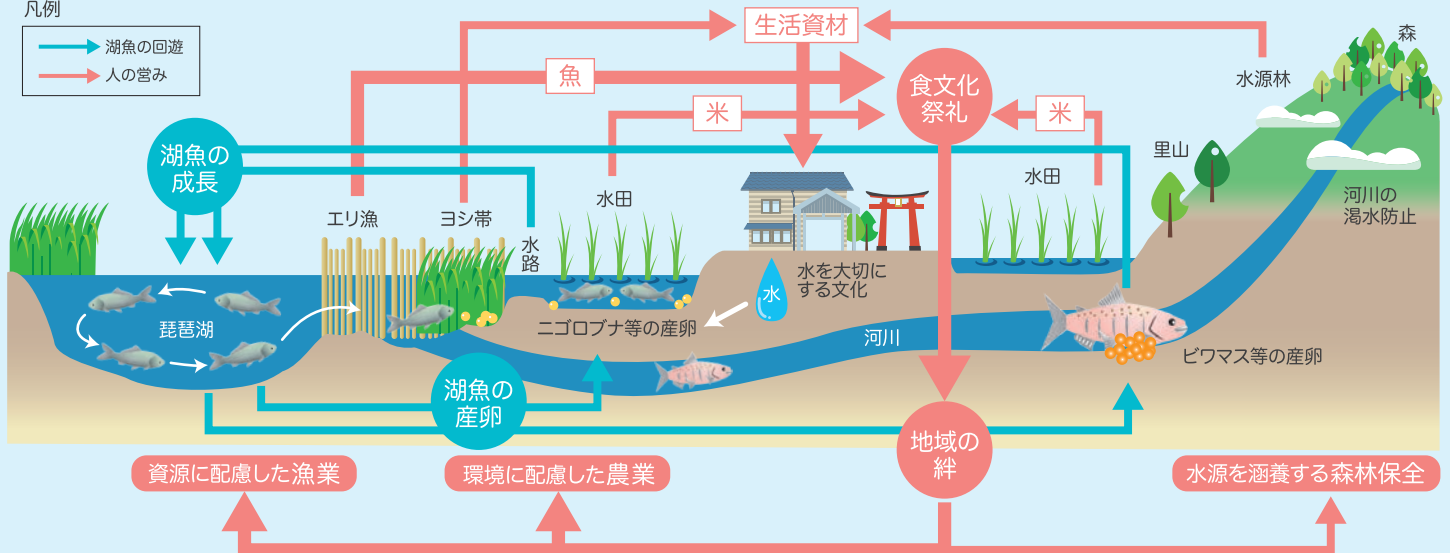 凡例
湖魚の回遊
人の営み
生活資材
魚
米
食文化
祭礼
米
森
水源林
里山
河川の
渇水防止
湖魚の
成長
エリ漁
ヨシ帯
水
路
水田
水田
水を大切に
する文化
水
琵琶湖
ニゴロブナ等の産卵
河川
ビワマス等の産卵
湖魚の
産卵
地域の
絆
資源に配慮した漁業
環境に配慮した農業
水源を涵養する森林保全